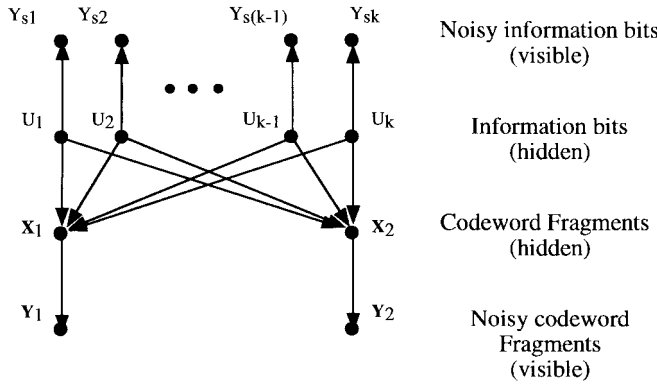 Ys1 Ys2 Ys(k-1) Ysk
Noisy information bits
(visible)
U1 U2 Uk-1 Uk
Information bits
(hidden)
X1 X2
Codeword Fragments
(hidden)
Y1 Y2
Noisy codeword
Fragments
(visible)